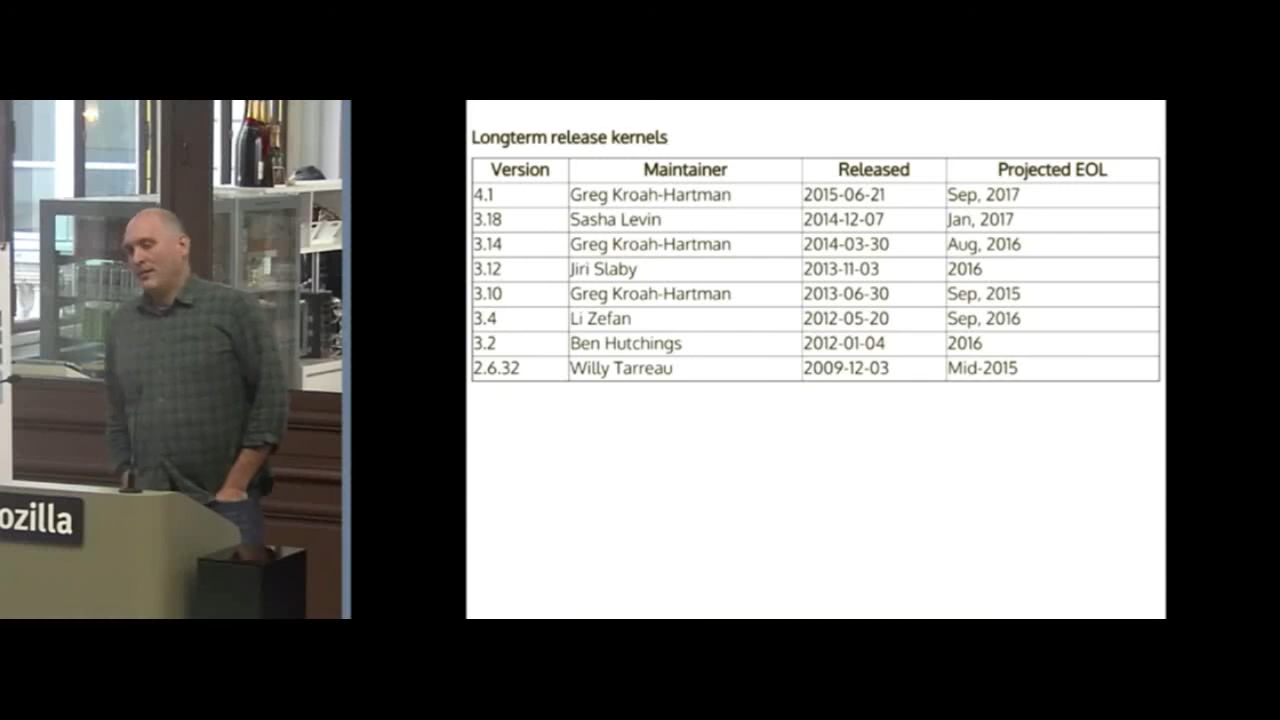 Longterm release kernels
Version Maintainer Released Projected EOL
4.1 Greg Kroah-Hartman 2015-06-21 Sep, 2017
3.18 Sasha Levin 2014-12-07 Jan, 2017
3.14 Greg Kroah-Hartman 2014-03-30 Aug, 2016
3.12 Jiri Slaby 2013-11-03 2016
3.10 Greg Kroah-Hartman 2013-06-30 Sep, 2015
3.4 Li Zefan 2012-05-20 Sep, 2016
3.2 Ben Hutchings 2012-01-04 2016
2.6.32 Willy Tarreau 2009-12-03 Mid-2015
ozilla